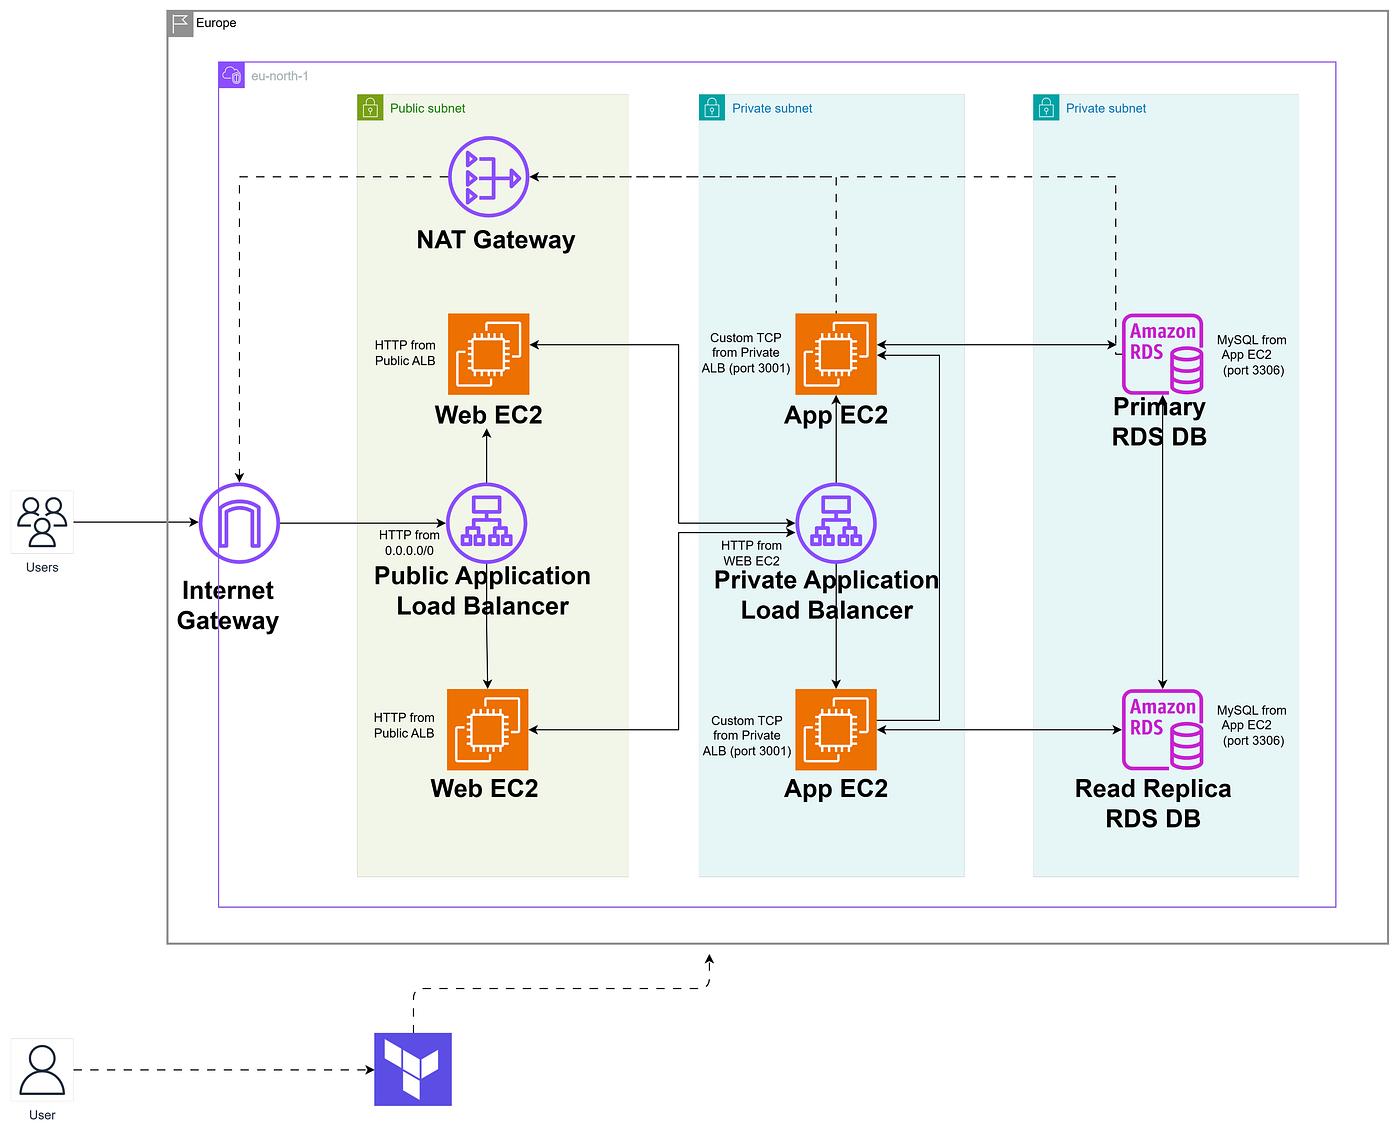 Europe
eu-north-1
Public subnet
Private subnet
Private subnet
NAT Gateway
HTTP from
Public ALB
Web EC2
Custom TCP
from Private
ALB (port 3001)
App EC2
Amazon
RDS
MySQL from
App EC2
(port 3306)
Primary
RDS DB
Users
Internet
Gateway
HTTP from
0.0.0.0/0
Public Application
Load Balancer
HTTP from
WEB EC2
Private Application
Load Balancer
HTTP from
Public ALB
Web EC2
Custom TCP
from Private
ALB (port 3001)
App EC2
Amazon
RDS
MySQL from
App EC2
(port 3306)
Read Replica
RDS DB
User